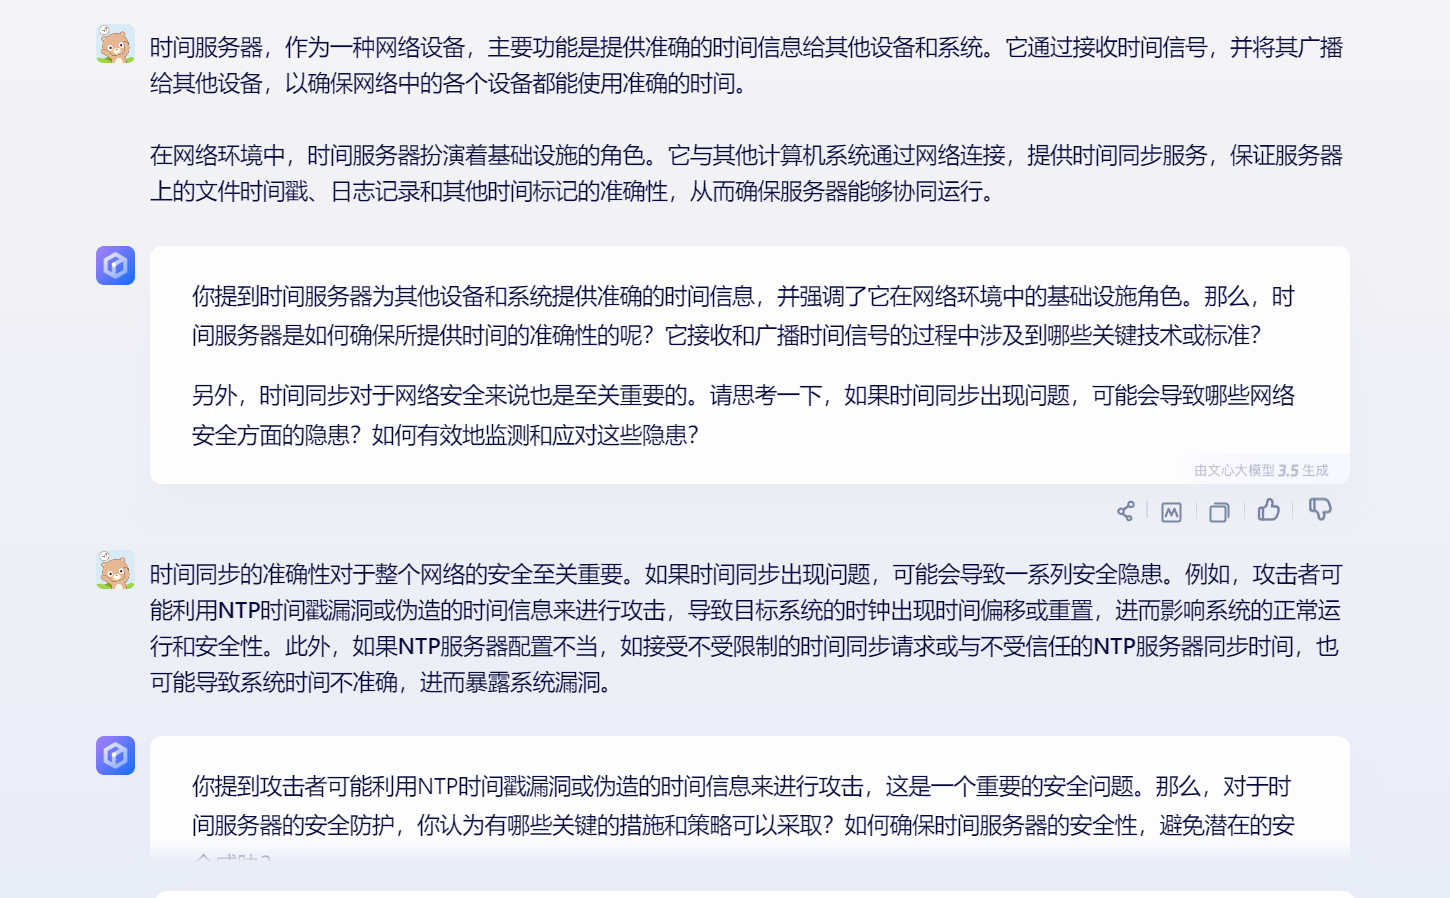 时间服务器，作为一种网络设备，主要功能是提供准确的时间信息给其他设备和系统。它通过接收时间信号，并将其广播
给其他设备，以确保网络中的各个设备都能使用准确的时间。
在网络环境中，时间服务器扮演着基础设施的角色。它与其他计算机系统通过网络连接，提供时间同步服务，保证服务器
上的文件时间戳、日志记录和其他时间标记的准确性，从而确保服务器能够协同运行。
你提到时间服务器为其他设备和系统提供准确的时间信息，并强调了它在网络环境中的基础设施角色。那么，时
间服务器是如何确保所提供时间的准确性的呢？它接收和广播时间信号的过程中涉及到哪些关键技术或标准？
另外，时间同步对于网络安全来说也是至关重要的。请思考一下，如果时间同步出现问题，可能会导致哪些网络
安全方面的隐患？如何有效地监测和应对这些隐患？
由文心大模型 3.5 生成
时间同步的准确性对于整个网络的安全至关重要。如果时间同步出现问题，可能会导致一系列安全隐患。例如，攻击者可
能利用NTP时间戳漏洞或伪造的时间信息来进行攻击，导致目标系统的时钟出现时间偏移或重置，进而影响系统的正常运
行和安全性。此外，如果NTP服务器配置不当，如接受不受限制的时间同步请求或与不受信任的NTP服务器同步时间，也
可能导致系统时间不准确，进而暴露系统漏洞。
你提到攻击者可能利用NTP时间戳漏洞或伪造的时间信息来进行攻击，这是一个重要的安全问题。那么，对于时
间服务器的安全防护，你认为有哪些关键的措施和策略可以采取？如何确保时间服务器的安全性，避免潜在的安